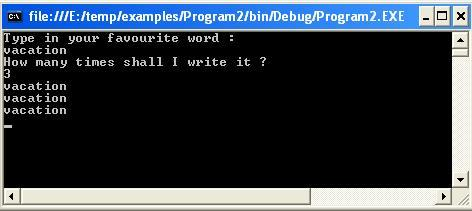 file:///E:/temp/examples/Program2/bin/Debug/Program2.EXE
Type in your favourite word :
vacation
How many times shall I write it ?
3
vacation
vacation
vacation